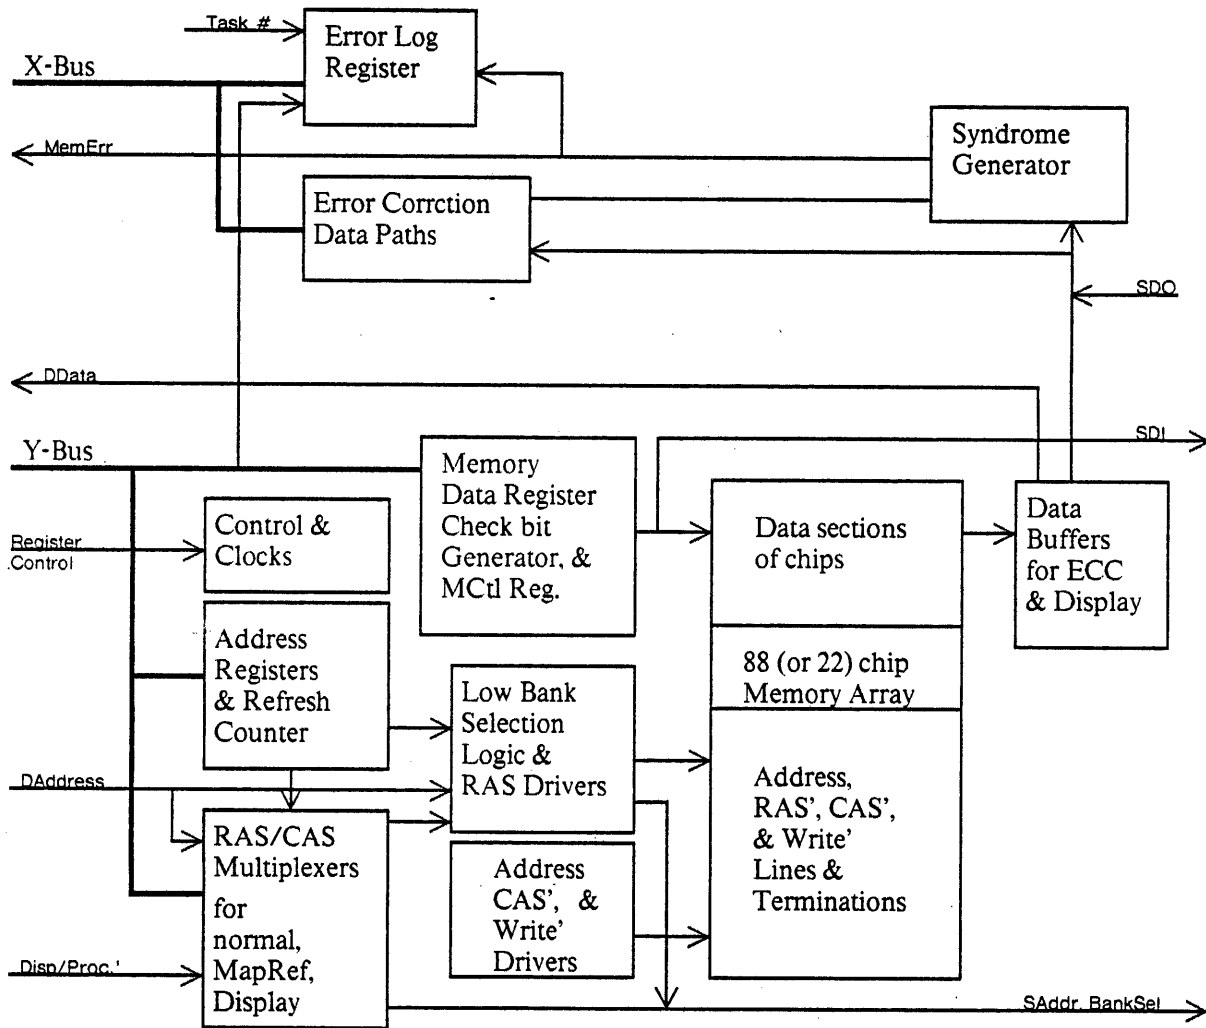 Task #
Error Log
Register
X-Bus
MemErr
Syndrome
Generator
Error Corrction
Data Paths
SDO
DData
Y-Bus
SDI
Memory
Data Register
Check bit
Generator, &
MCtl Reg.
Control &
Clocks
Register
.Control
Data sections
of chips
Data
Buffers
for ECC
& Display
Address
Registers
& Refresh
Counter
88 (or 22) chip
Memory Array
Low Bank
Selection
Logic &
RAS Drivers
DAddress
Address,
RAS', CAS',
& Write'
Lines &
Terminations
RAS/CAS
Multiplexers
for
normal,
MapRef,
Display
Address
CAS', &
Write'
Drivers
Disp/Proc.'
SAddr, BankSel